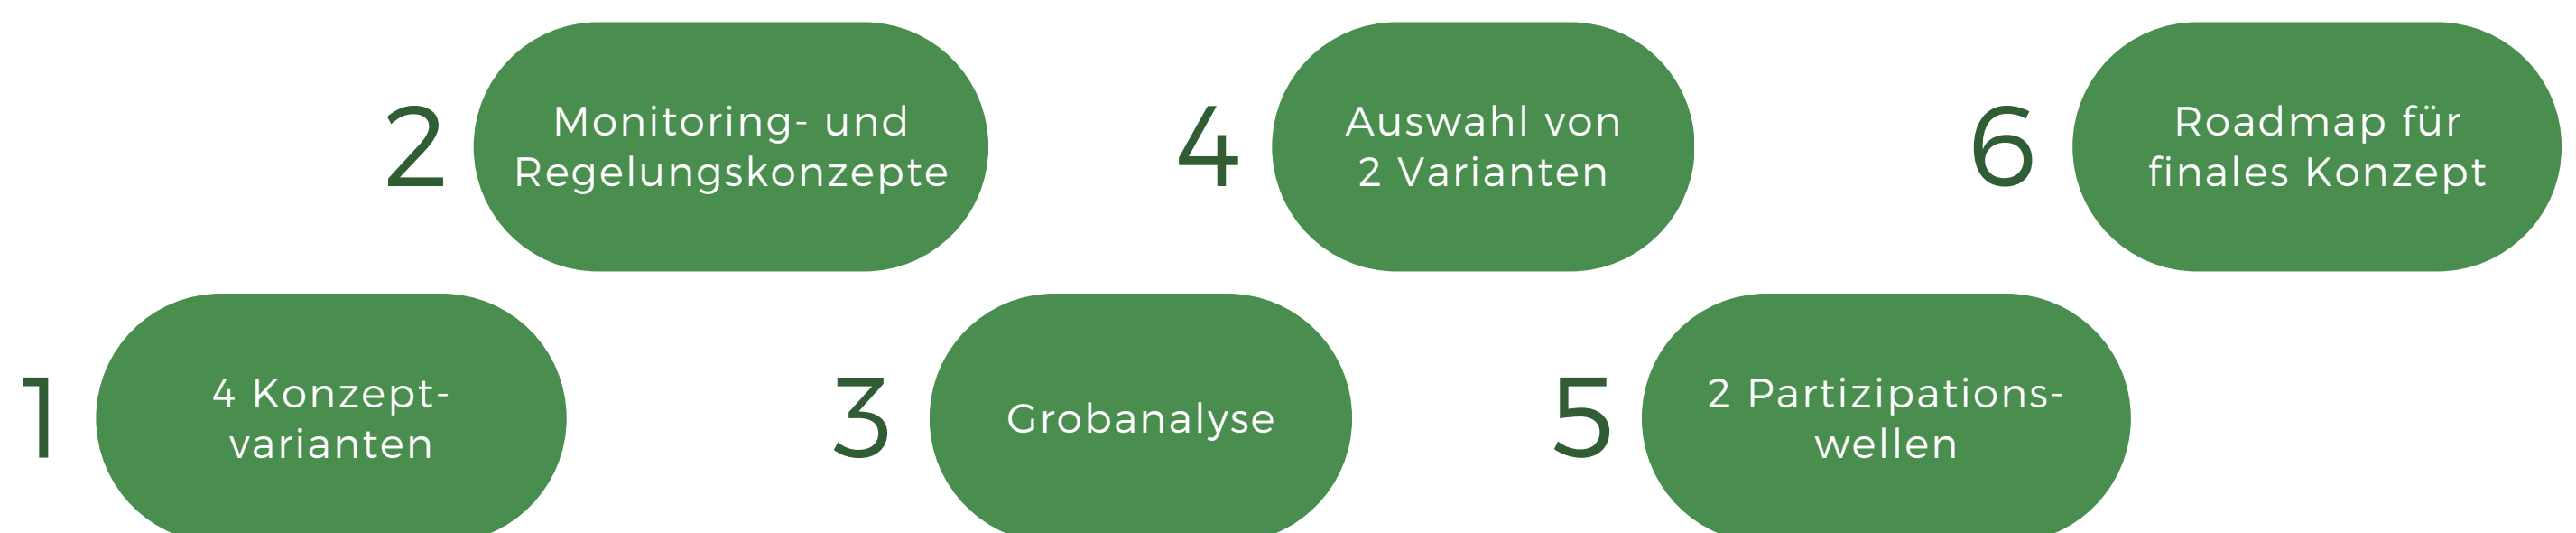 1
4 Konzept-
varianten
2
Monitoring- und
Regelungskonzepte
3
Grobanalyse
4
Auswahl von
2 Varianten
5
2 Partizipations-
wellen
6
Roadmap für
finales Konzept